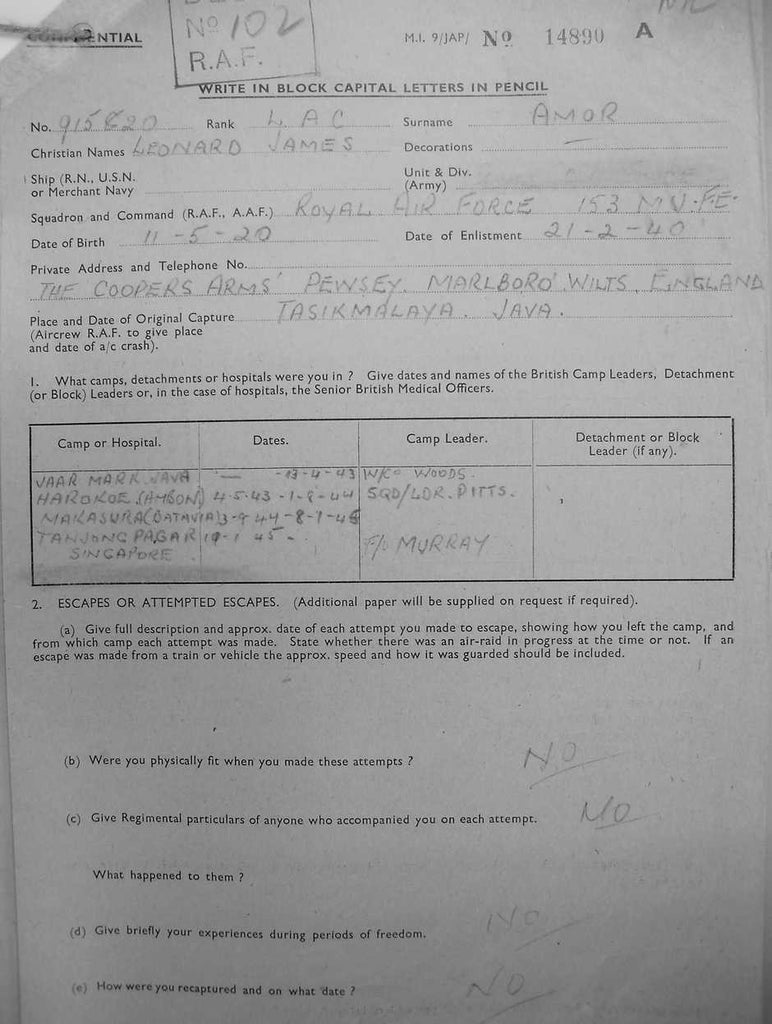 NTIAL
No 102
R.A.F.
M.I. 9/JAP/ No 14890 A
WRITE IN BLOCK CAPITAL LETTERS IN PENCIL
No. 915820 Rank LAC Surname AMOR
Christian Names LEONARD JAMES Decorations —
Ship (R.N., U.S.N. or Merchant Navy Unit & Div. (Army)
Squadron and Command (R.A.F., A.A.F.) ROYAL AIR FORCE 153 M.U. F.E.
Date of Birth 11-5-20 Date of Enlistment 21-2-40
Private Address and Telephone No.
THE COOPERS ARMS' PEWSEY. MARLBORO'. WILTS. ENGLAND
Place and Date of Original Capture TASIKMALAYA. JAVA.
(Aircrew R.A.F. to give place
and date of a/c crash).
1. What camps, detachments or hospitals were you in ? Give dates and names of the British Camp Leaders, Detachment
(or Block) Leaders or, in the case of hospitals, the Senior British Medical Officers.
Camp or Hospital. Dates. Camp Leader. Detachment or Block Leader (if any).
VAAR MARK JAVA — -19-4-43 W/Co WOODS.
HAROKOE.(AMBON) 4-5-43-1-8-44 SQD/LDR. PITTS.
MAKASURA(BATAVIA) 3-9-44-8-1-45
TANJONG PAGAR 19-1-45- F/L MURRAY
SINGAPORE
2. ESCAPES OR ATTEMPTED ESCAPES. (Additional paper will be supplied on request if required).
(a) Give full description and approx. date of each attempt you made to escape, showing how you left the camp, and
from which camp each attempt was made. State whether there was an air-raid in progress at the time or not. If an
escape was made from a train or vehicle the approx. speed and how it was guarded should be included.
(b) Were you physically fit when you made these attempts ? NO
(c) Give Regimental particulars of anyone who accompanied you on each attempt. NO
What happened to them ?
(d) Give briefly your experiences during periods of freedom. NO
(e) How were you recaptured and on what date ? NO